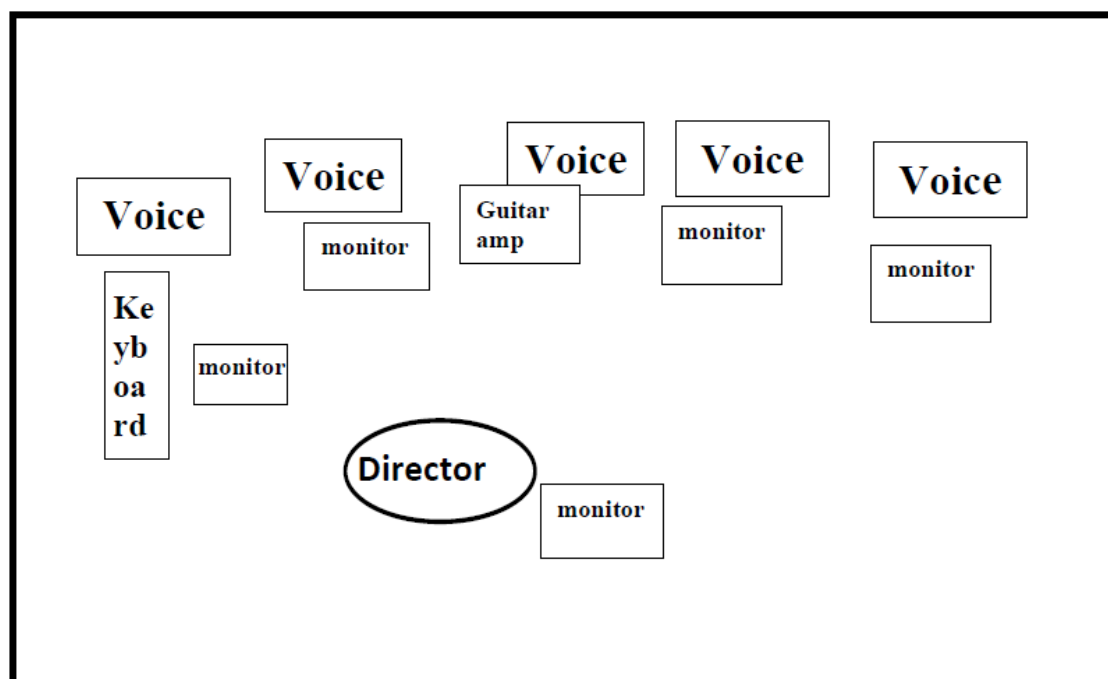 Voice
Voice
Voice
Voice
Voice
Guitar
amp
monitor
monitor
monitor
Ke
yb
oa
rd
monitor
Director
monitor